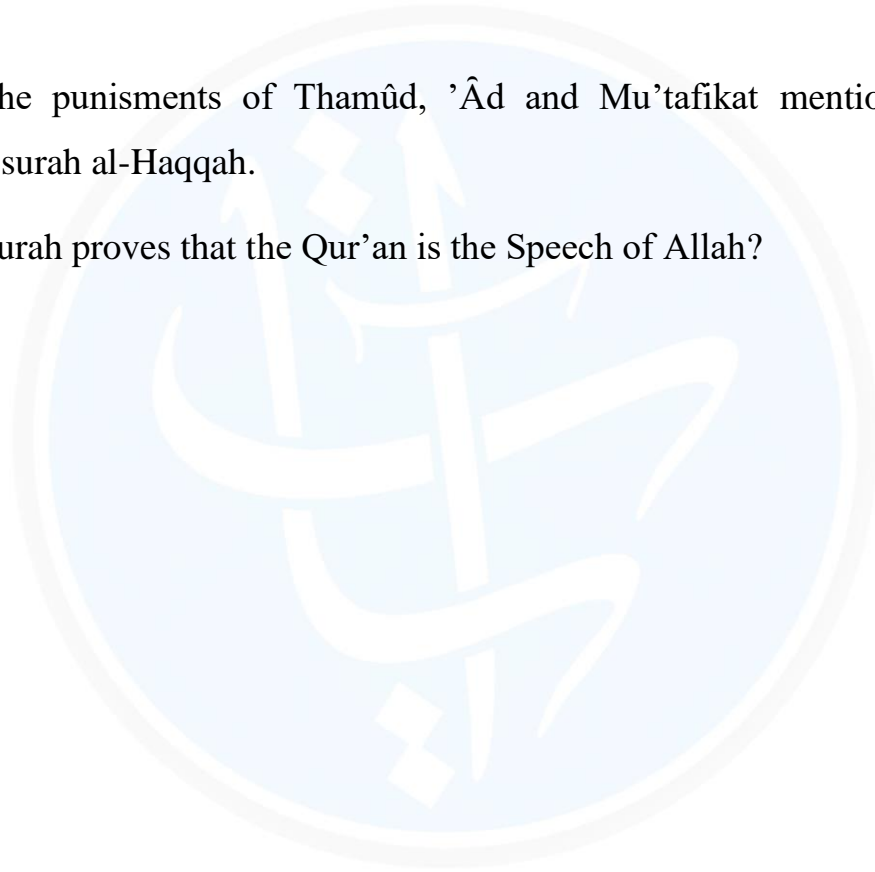 he punisments of Thamûd, ’Âd and Mu’tafikat mentio
surah al-Haqqah.
urah proves that the Qur’an is the Speech of Allah?